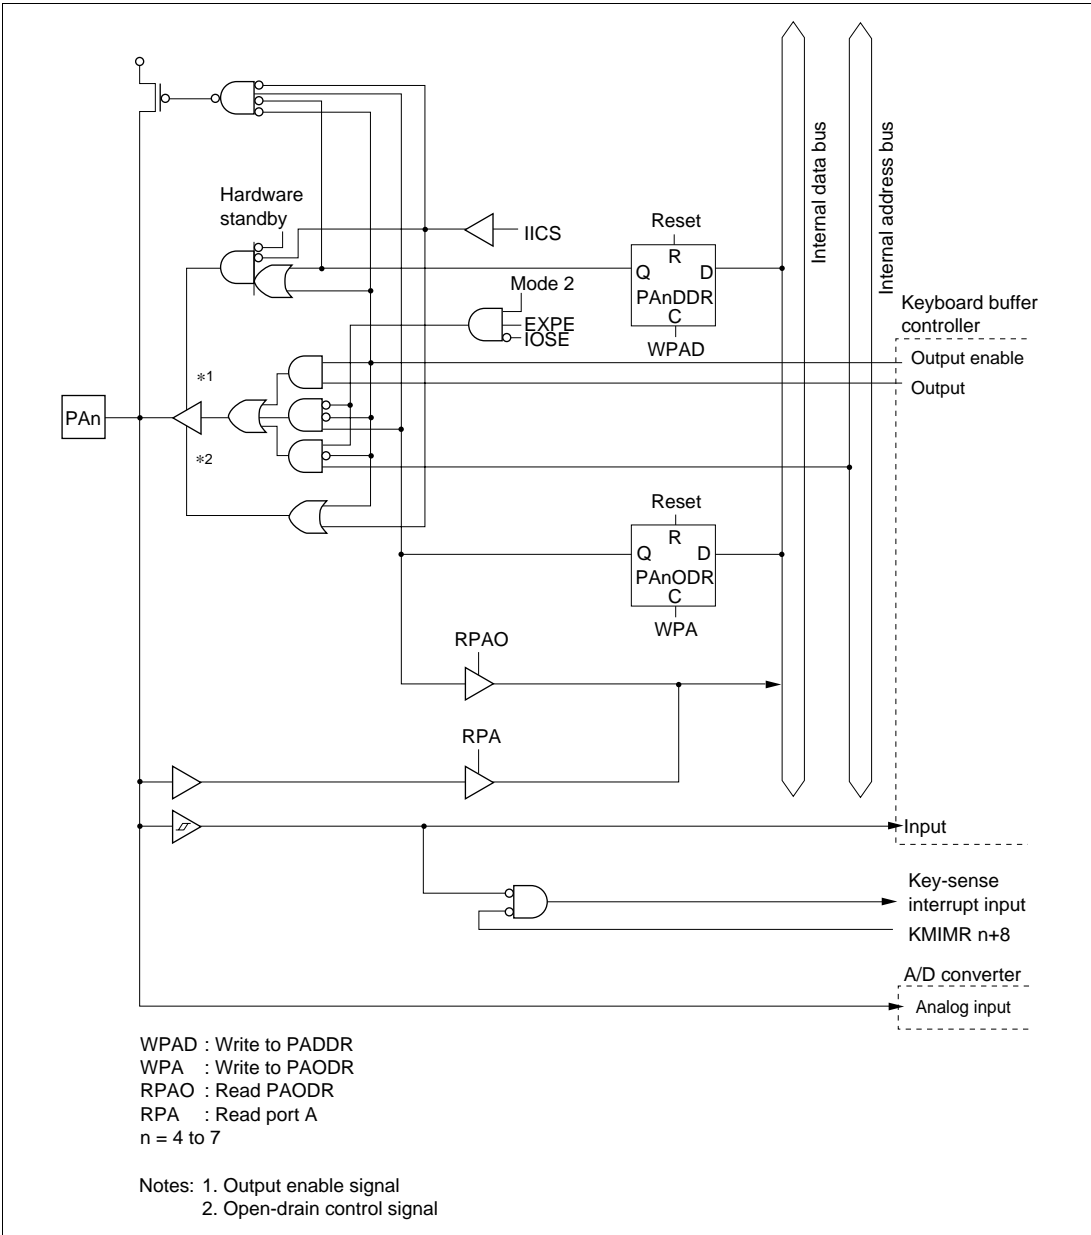 Hardware
standby
IICS
Mode 2
EXPE
IOSE
Reset
R
Q D
PAnDDR
C
WPAD
Internal data bus
Internal address bus
Keyboard buffer
controller
Output enable
Output
*1
PAn
*2
Reset
R
Q D
PAnODR
C
WPA
RPAO
RPA
Input
Key-sense
interrupt input
KMIMR n+8
A/D converter
Analog input
WPAD : Write to PADDR
WPA : Write to PAODR
RPAO : Read PAODR
RPA : Read port A
n = 4 to 7
Notes: 1. Output enable signal
2. Open-drain control signal